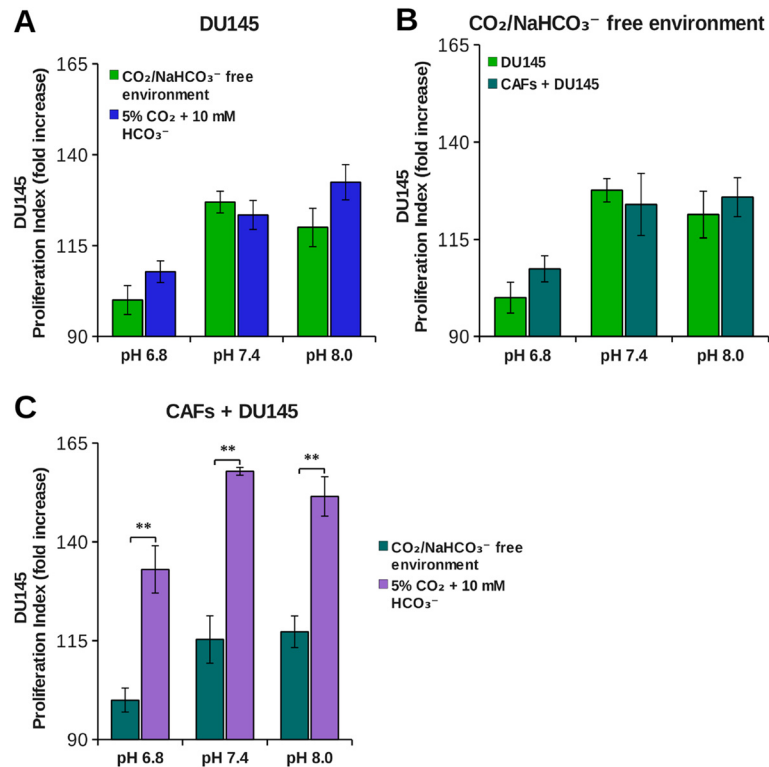 A
DU145
DU145
Proliferation Index (fold increase)
165
140
115
90
CO₂/NaHCO₃⁻ free
environment
5% CO₂ + 10 mM
HCO₃⁻
pH 6.8
pH 7.4
pH 8.0
B
CO₂/NaHCO₃⁻ free environment
DU145
Proliferation Index (fold increase)
165
140
115
90
DU145
CAFs + DU145
pH 6.8
pH 7.4
pH 8.0
C
CAFs + DU145
DU145
Proliferation Index (fold increase)
165
140
115
90
**
**
**
pH 6.8
pH 7.4
pH 8.0
CO₂/NaHCO₃⁻ free
environment
5% CO₂ + 10 mM
HCO₃⁻